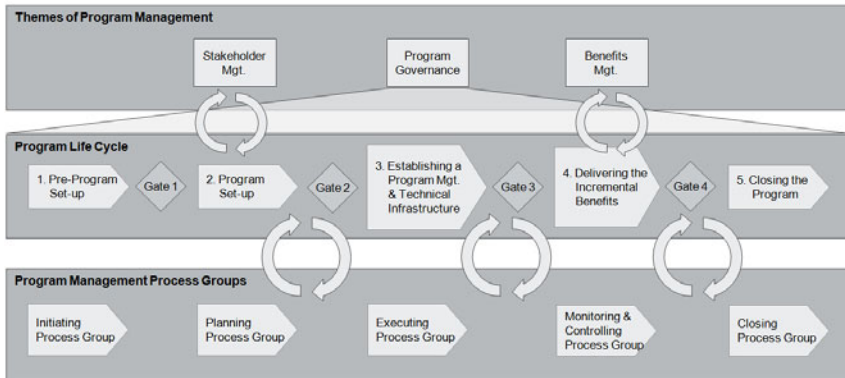 Themes of Program Management
Stakeholder
Mgt.
Program
Governance
Benefits
Mgt.
Program Life Cycle
1. Pre-Program
Set-up
Gate 1
2. Program
Set-up
Gate 2
3. Establishing a
Program Mgt.
& Technical
Infrastructure
Gate 3
4. Delivering the
Incremental
Benefits
Gate 4
5. Closing the
Program
Program Management Process Groups
Initiating
Process Group
Planning
Process Group
Executing
Process Group
Monitoring &
Controlling
Process Group
Closing
Process Group